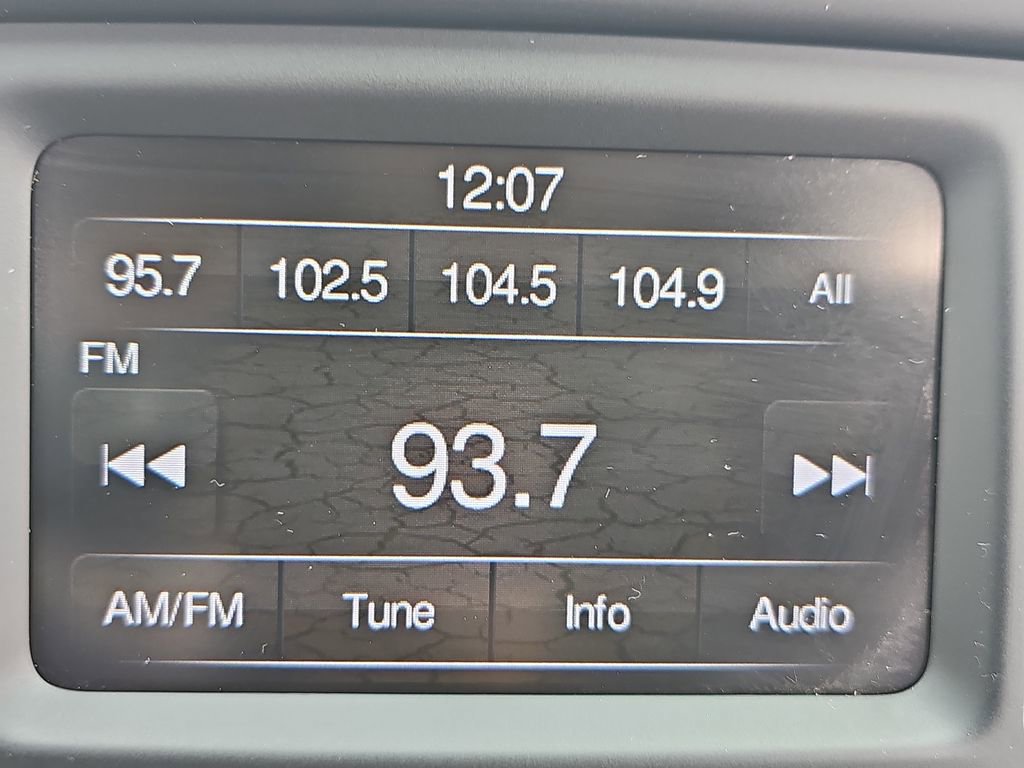 12:07
95.7 102.5 104.5 104.9 All
FM
93.7
AM/FM Tune Info Audio